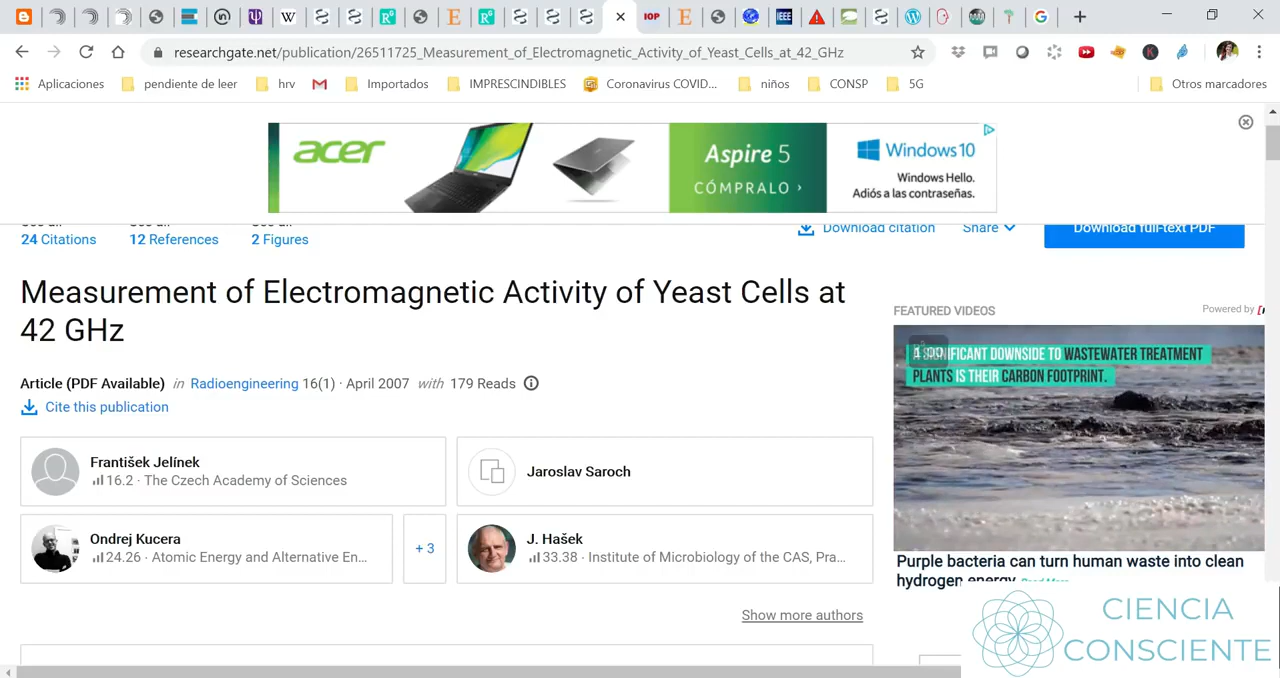 IOP
IEEE
researchgate.net/publication/26511725_Measurement_of_Electromagnetic_Activity_of_Yeast_Cells_at_42_GHz
Aplicaciones
pendiente de leer
hrv
Importados
IMPRESCINDIBLES
Coronavirus COVID...
niños
CONSP
5G
Otros marcadores
acer
Aspire 5
CÓMPRALO ›
Windows 10
Windows Hello.
Adiós a las contraseñas.
24 Citations
12 References
2 Figures
Download citation
Share
Download full-text PDF
Measurement of Electromagnetic Activity of Yeast Cells at
42 GHz
Article (PDF Available) in Radioengineering 16(1) · April 2007 with 179 Reads
Cite this publication
František Jelínek
16.2 · The Czech Academy of Sciences
Jaroslav Saroch
Ondrej Kucera
24.26 · Atomic Energy and Alternative En...
+ 3
J. Hašek
33.38 · Institute of Microbiology of the CAS, Pra...
Show more authors
FEATURED VIDEOS
Powered by
SIGNIFICANT DOWNSIDE TO WASTEWATER TREATMENT
PLANTS IS THEIR CARBON FOOTPRINT.
Purple bacteria can turn human waste into clean
hydrogen energy Read More
CIENCIA
CONSCIENTE